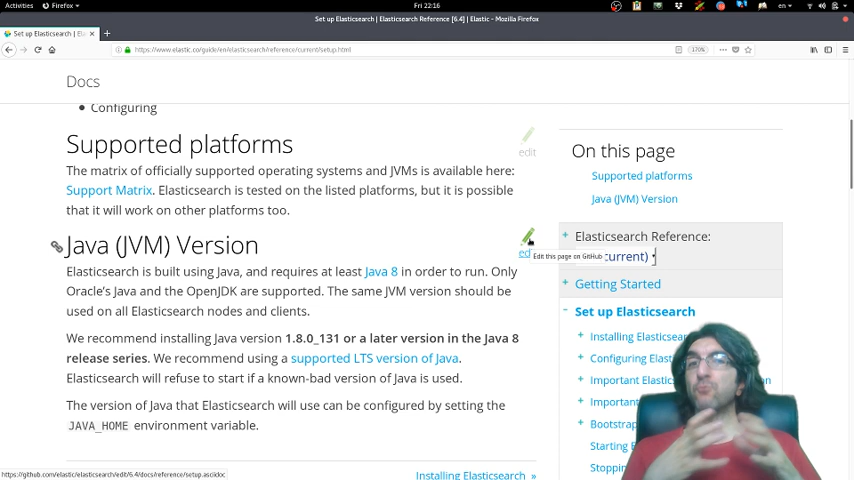 Activities Firefox ▾ Fri 22:16 en ▾
Set up Elasticsearch | Elasticsearch Reference [6.4] | Elastic - Mozilla Firefox
Set up Elasticsearch | Ela × +
https://www.elastic.co/guide/en/elasticsearch/reference/current/setup.html 170%
Docs
Configuring
Supported platforms
edit
The matrix of officially supported operating systems and JVMs is available here:
Support Matrix. Elasticsearch is tested on the listed platforms, but it is possible
that it will work on other platforms too.
Java (JVM) Version
Edit this page on GitHub
Elasticsearch is built using Java, and requires at least Java 8 in order to run. Only
Oracle's Java and the OpenJDK are supported. The same JVM version should be
used on all Elasticsearch nodes and clients.
We recommend installing Java version 1.8.0_131 or a later version in the Java 8
release series. We recommend using a supported LTS version of Java.
Elasticsearch will refuse to start if a known-bad version of Java is used.
The version of Java that Elasticsearch will use can be configured by setting the
JAVA_HOME environment variable.
Installing Elasticsearch »
On this page
Supported platforms
Java (JVM) Version
+ Elasticsearch Reference:
current)
+ Getting Started
- Set up Elasticsearch
+ Installing Elasticsear
+ Configuring Elast
+ Important Elastic
+ Important
+ Bootstrap
Starting
Stoppin
https://github.com/elastic/elasticsearch/edit/6.4/docs/reference/setup.asciidoc